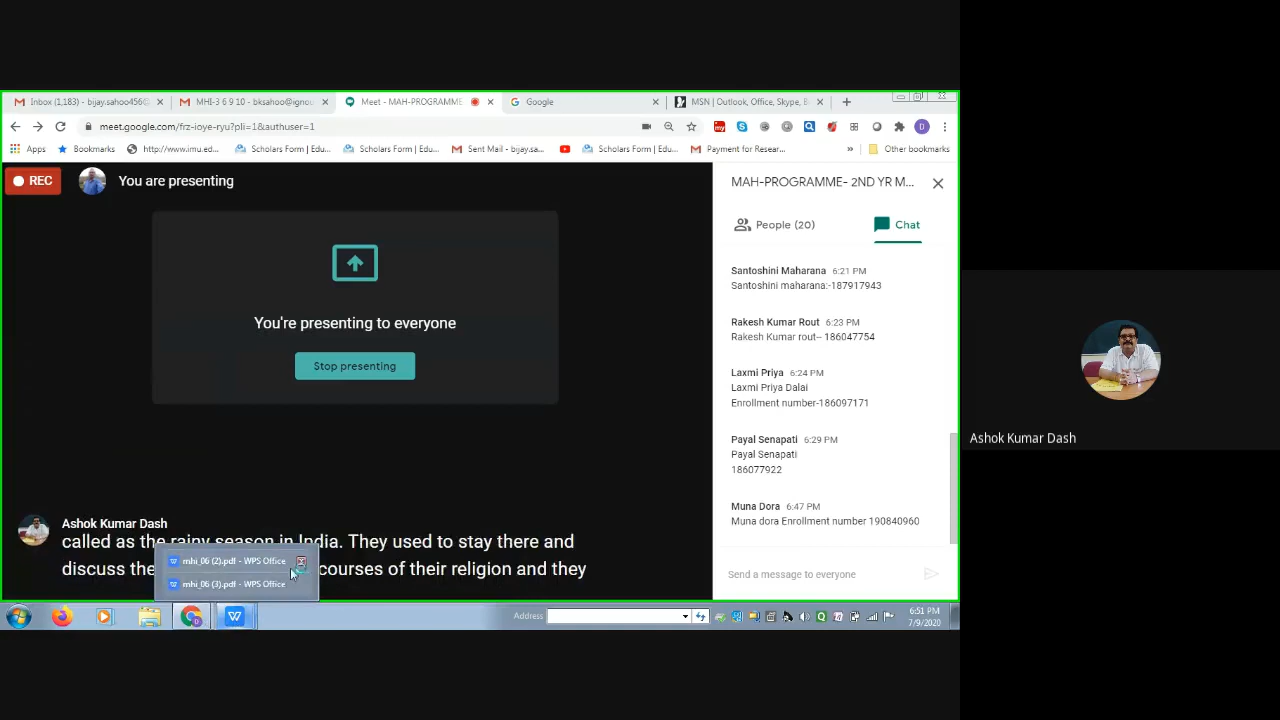 Inbox (1,183) - bijay.sahoo456@
MHI-3 6 9 10 - bksahoo@ignou
Meet - MAH-PROGRAMME
Google
MSN | Outlook, Office, Skype, B
meet.google.com/frz-ioye-ryu?pli=1&authuser=1
Apps
Bookmarks
http://www.imu.ed...
Scholars Form | Edu...
Scholars Form | Edu...
Sent Mail - bijay.sa...
Scholars Form | Edu...
Payment for Resear...
»
Other bookmarks
REC
You are presenting
You're presenting to everyone
Stop presenting
MAH-PROGRAMME- 2ND YR M...
People (20)
Chat
Santoshini Maharana 6:21 PM
Santoshini maharana:-187917943
Rakesh Kumar Rout 6:23 PM
Rakesh Kumar rout-- 186047754
Laxmi Priya 6:24 PM
Laxmi Priya Dalai
Enrollment number-186097171
Payal Senapati 6:29 PM
Payal Senapati
186077922
Muna Dora 6:47 PM
Muna dora Enrollment number 190840960
Send a message to everyone
Ashok Kumar Dash
called as the rainy season in India. They used to stay there and
discuss the courses of their religion and they
mhi_06 (2).pdf - WPS Office
mhi_06 (3).pdf - WPS Office
Address
6:51 PM
7/9/2020
Ashok Kumar Dash